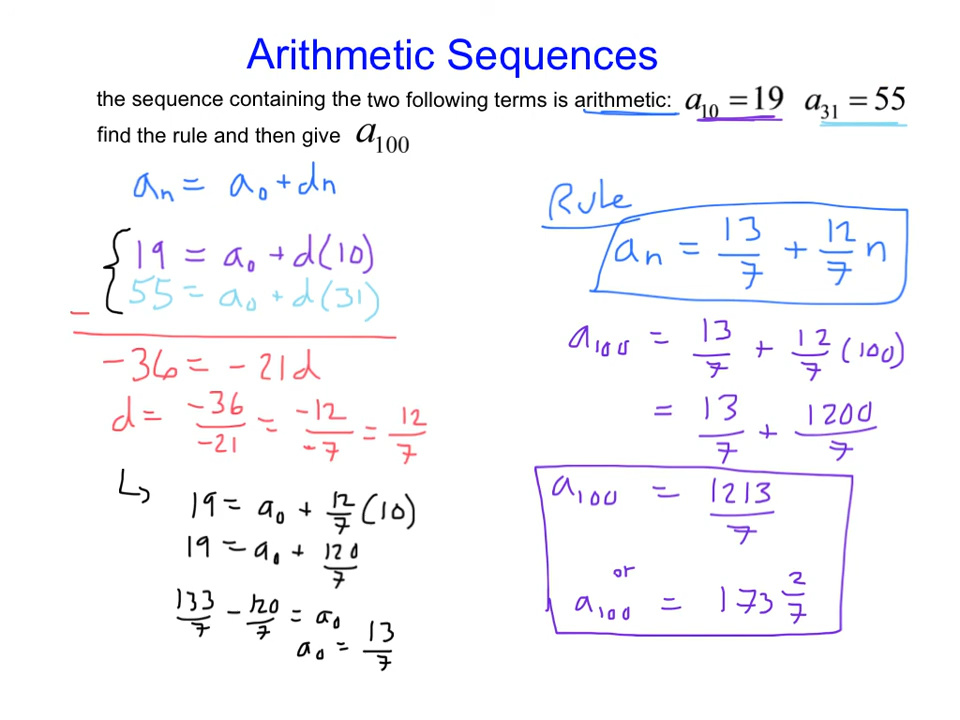 Arithmetic Sequences
the sequence containing the two following terms is arithmetic: a₁₀ = 19 a₃₁ = 55
find the rule and then give a₁₀₀
aₙ = a₀ + dn
19 = a₀ + d(10)
55 = a₀ + d(31)
−
-36 = -21d
d = -36/-21 = -12/-7 = 12/7
↳ 19 = a₀ + 12/7 (10)
19 = a₀ + 120/7
133/7 - 120/7 = a₀
a₀ = 13/7
Rule
aₙ = 13/7 + 12/7 n
a₁₀₀ = 13/7 + 12/7 (100)
= 13/7 + 1200/7
a₁₀₀ = 1213/7
or
a₁₀₀ = 173 2/7